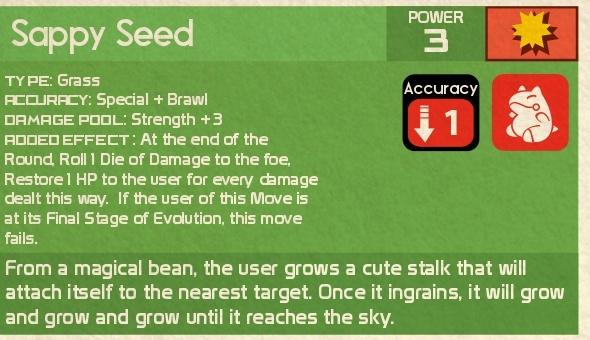 Sappy Seed
POWER
3
TYPE: Grass
ACCURACY: Special + Brawl
DAMAGE POOL: Strength +3
ADDED EFFECT: At the end of the
Round, Roll 1 Die of Damage to the foe,
Restore 1 HP to the user for every damage
dealt this way. If the user of this Move is
at its Final Stage of Evolution, this move
fails.
Accuracy
1
From a magical bean, the user grows a cute stalk that will
attach itself to the nearest target. Once it ingrains, it will grow
and grow and grow until it reaches the sky.